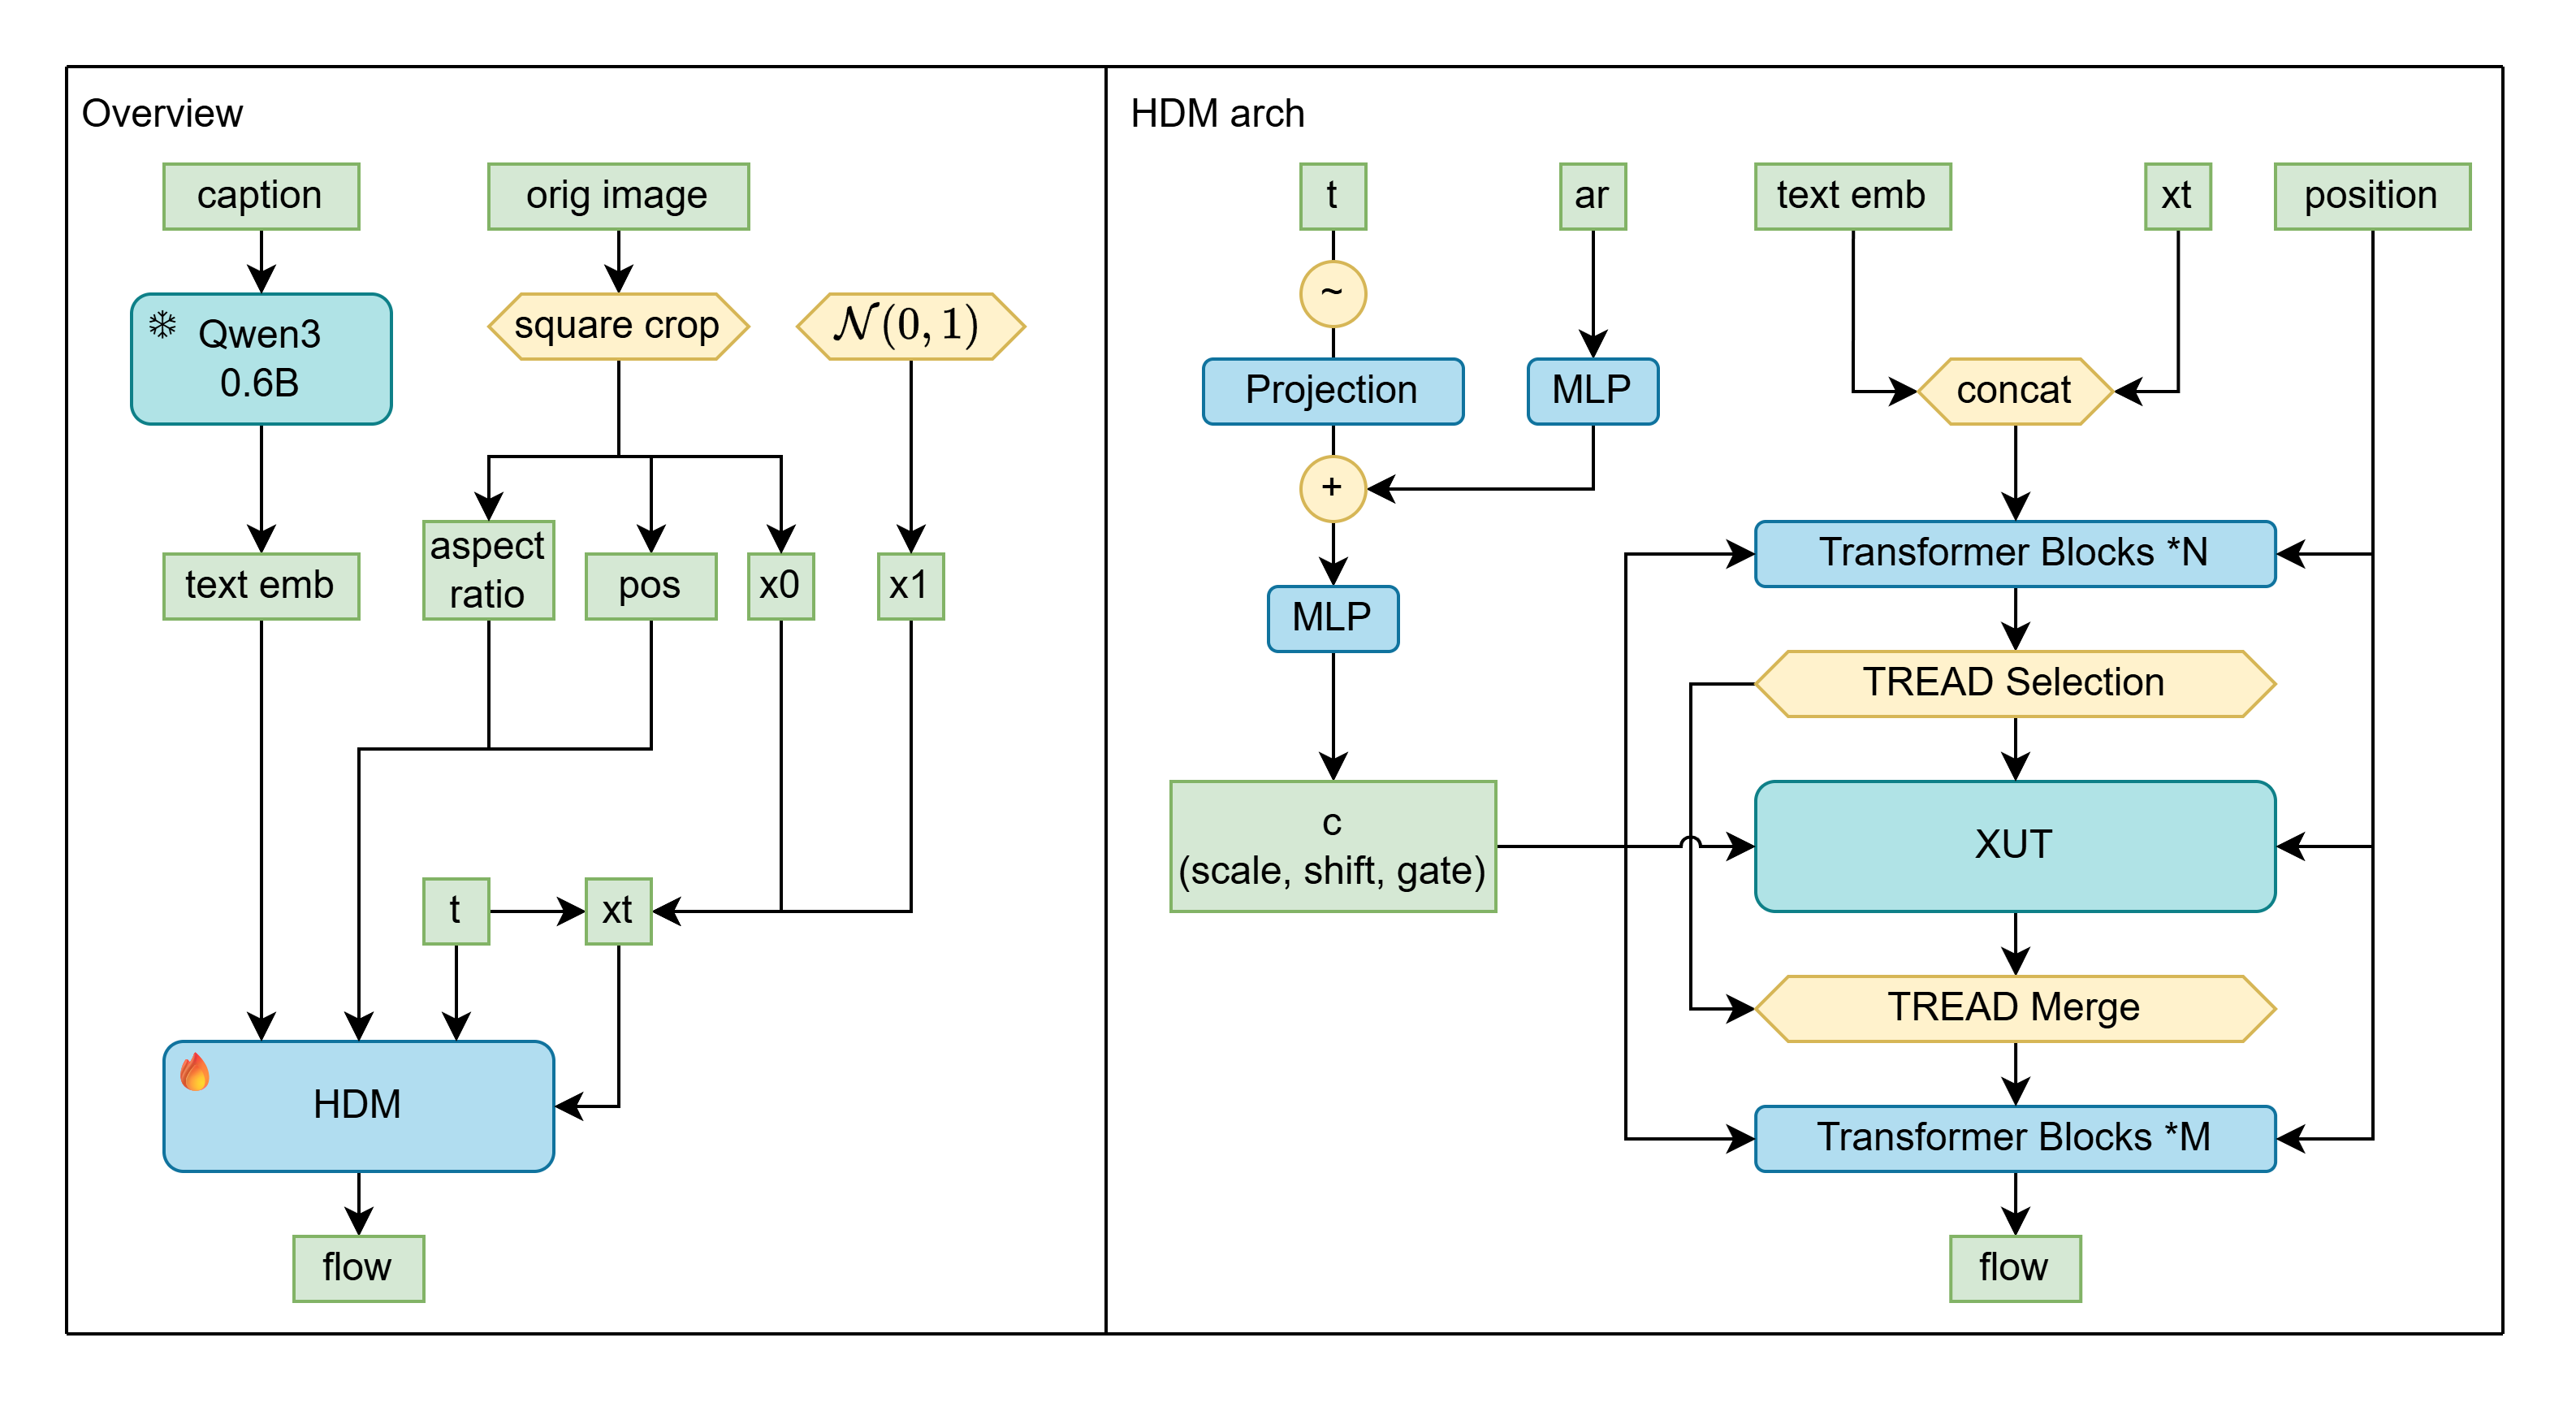 Overview
caption
orig image
Qwen3
0.6B
square crop
𝒩(0, 1)
text emb
aspect
ratio
pos
x0
x1
t
xt
HDM
flow
HDM arch
t
ar
text emb
xt
position
~
Projection
MLP
concat
+
MLP
Transformer Blocks *N
TREAD Selection
c
(scale, shift, gate)
XUT
TREAD Merge
Transformer Blocks *M
flow